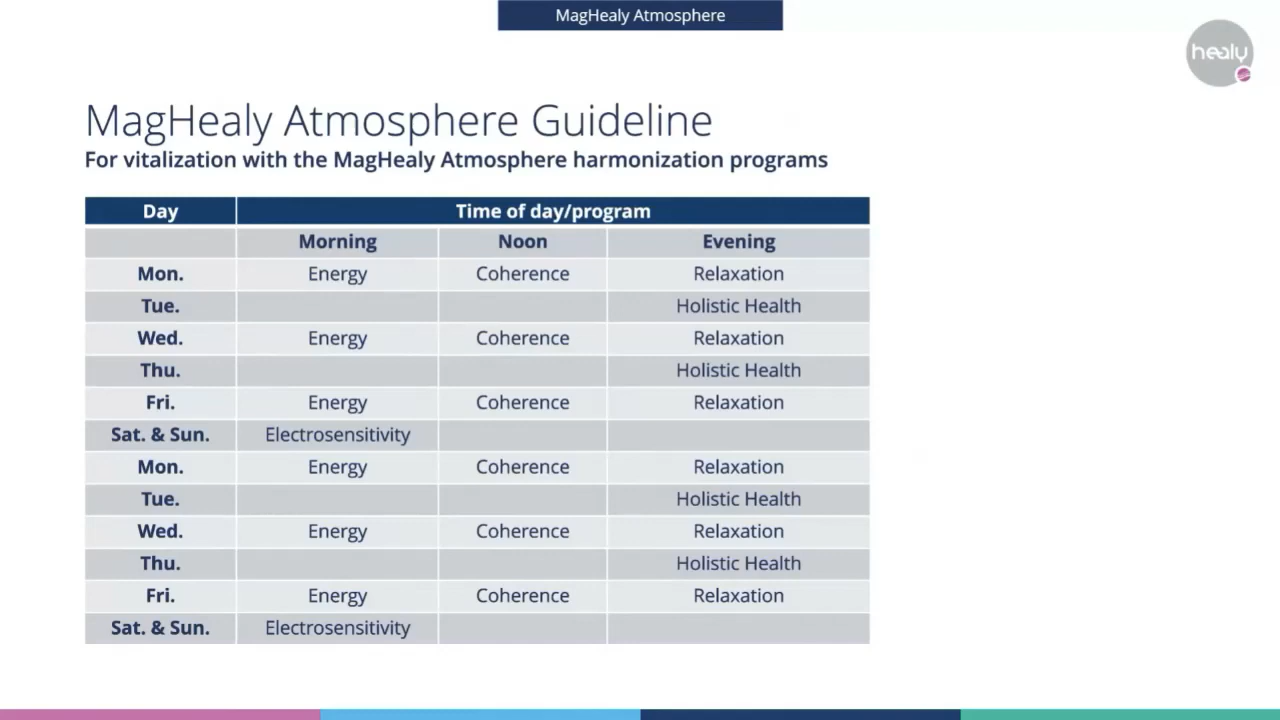 MagHealy Atmosphere
healy
MagHealy Atmosphere Guideline
For vitalization with the MagHealy Atmosphere harmonization programs
Day Time of day/program
Morning Noon Evening
Mon. Energy Coherence Relaxation
Tue. Holistic Health
Wed. Energy Coherence Relaxation
Thu. Holistic Health
Fri. Energy Coherence Relaxation
Sat. & Sun. Electrosensitivity
Mon. Energy Coherence Relaxation
Tue. Holistic Health
Wed. Energy Coherence Relaxation
Thu. Holistic Health
Fri. Energy Coherence Relaxation
Sat. & Sun. Electrosensitivity